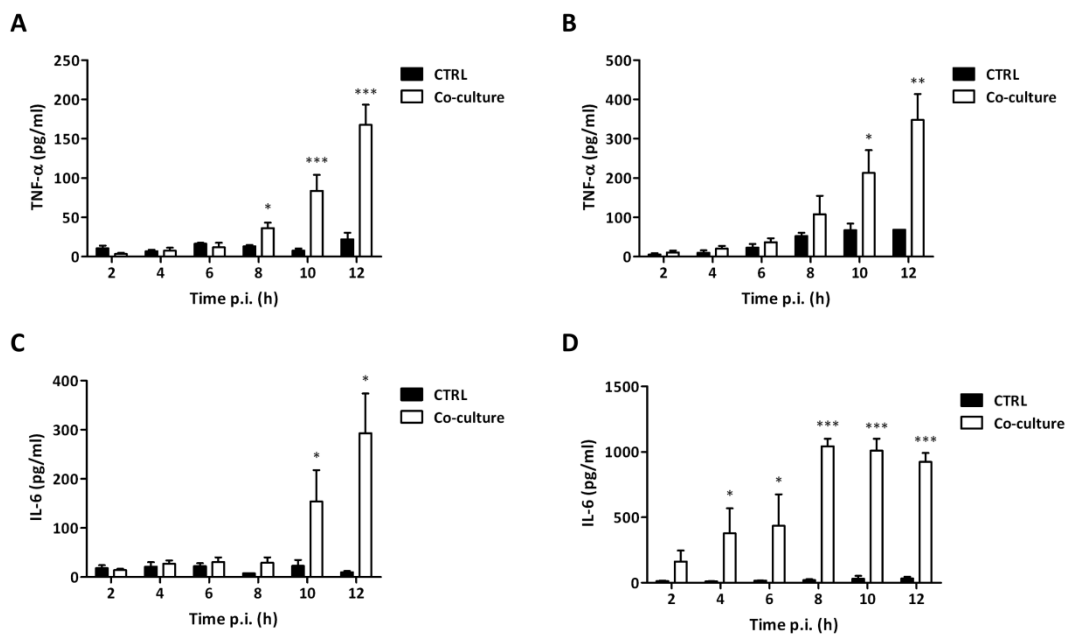 A
250
200
150
100
50
0
TNF-α (pg/ml)
*
***
***
2 4 6 8 10 12
Time p.i. (h)
CTRL
Co-culture
B
500
400
300
200
100
0
TNF-α (pg/ml)
*
**
2 4 6 8 10 12
Time p.i. (h)
CTRL
Co-culture
C
400
300
200
100
0
IL-6 (pg/ml)
*
*
2 4 6 8 10 12
Time p.i. (h)
CTRL
Co-culture
D
1500
1000
500
0
IL-6 (pg/ml)
*
*
***
***
***
2 4 6 8 10 12
Time p.i. (h)
CTRL
Co-culture